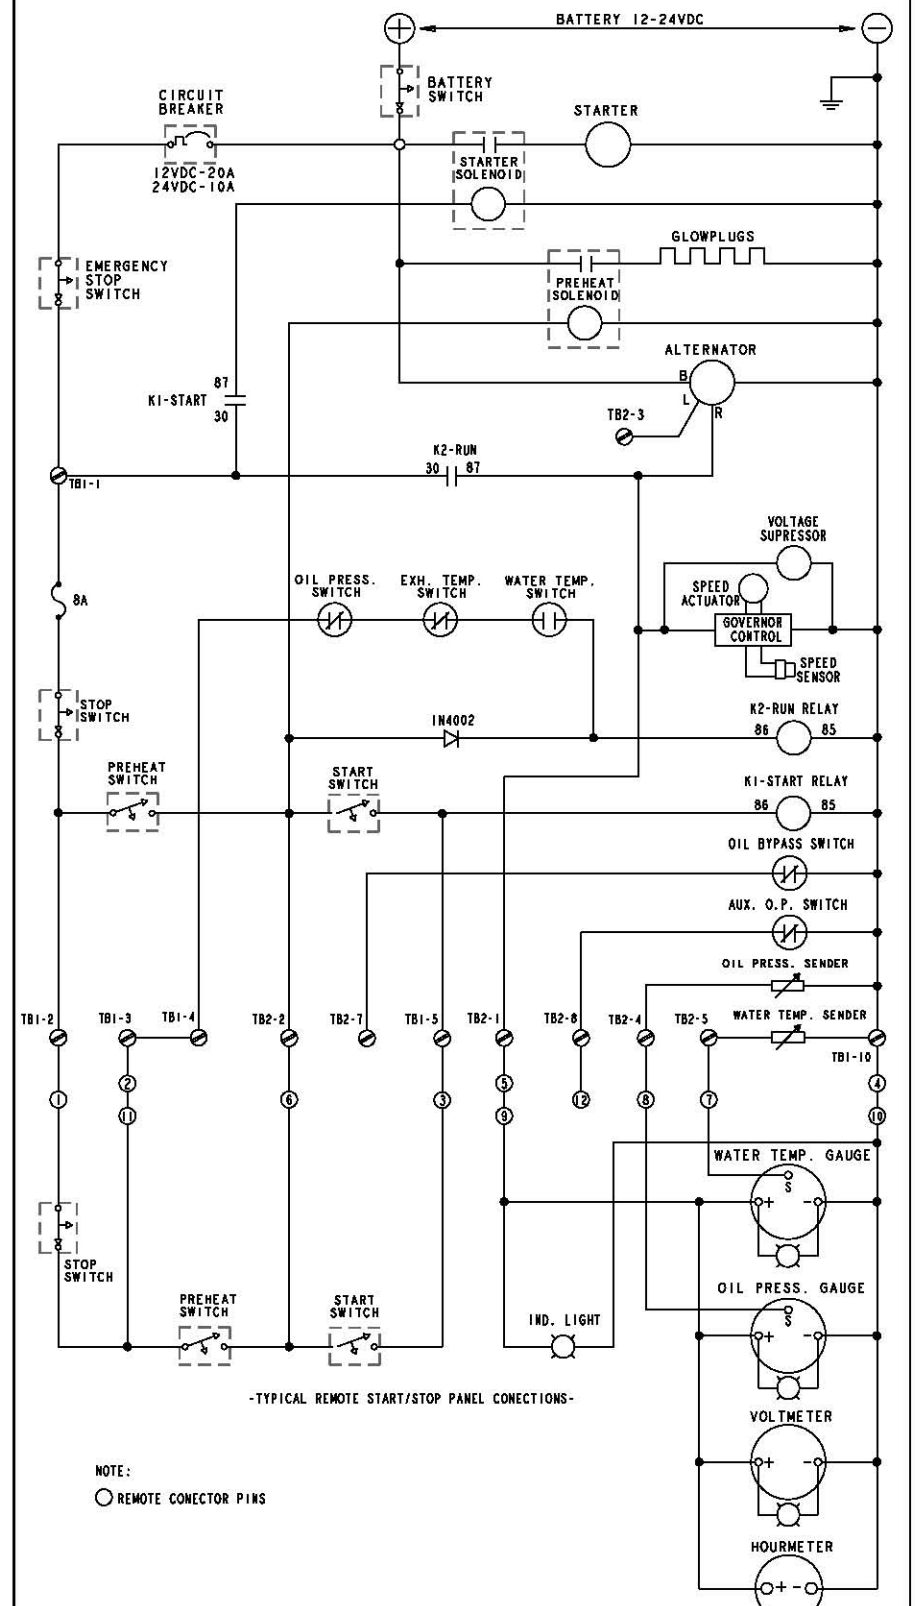 BATTERY 12-24VDC
+
-
BATTERY
SWITCH
CIRCUIT
BREAKER
STARTER
12VDC-20A
24VDC-10A
STARTER
SOLENOID
GLOWPLUGS
EMERGENCY
STOP
SWITCH
PREHEAT
SOLENOID
ALTERNATOR
B
L
R
87
K1-START
30
TB2-3
K2-RUN
30 87
TB1-1
VOLTAGE
SUPRESSOR
OIL PRESS.
SWITCH
EXH. TEMP.
SWITCH
WATER TEMP.
SWITCH
SPEED
ACTUATOR
8A
GOVERNOR
CONTROL
SPEED
SENSOR
STOP
SWITCH
1N4002
K2-RUN RELAY
86 85
PREHEAT
SWITCH
START
SWITCH
K1-START RELAY
86 85
OIL BYPASS SWITCH
AUX. O.P. SWITCH
OIL PRESS. SENDER
TB1-2 TB1-3 TB1-4 TB2-2 TB2-7 TB1-5 TB2-1 TB2-8 TB2-4 TB2-5 WATER TEMP. SENDER
TB1-10
2 5 4
1 6 3 12 8 7
11 9 10
WATER TEMP. GAUGE
S
+ -
STOP
SWITCH
OIL PRESS. GAUGE
S
+ -
PREHEAT
SWITCH
START
SWITCH
IND. LIGHT
-TYPICAL REMOTE START/STOP PANEL CONECTIONS-
VOLTMETER
+ -
NOTE:
REMOTE CONECTOR PINS
HOURMETER
+ -